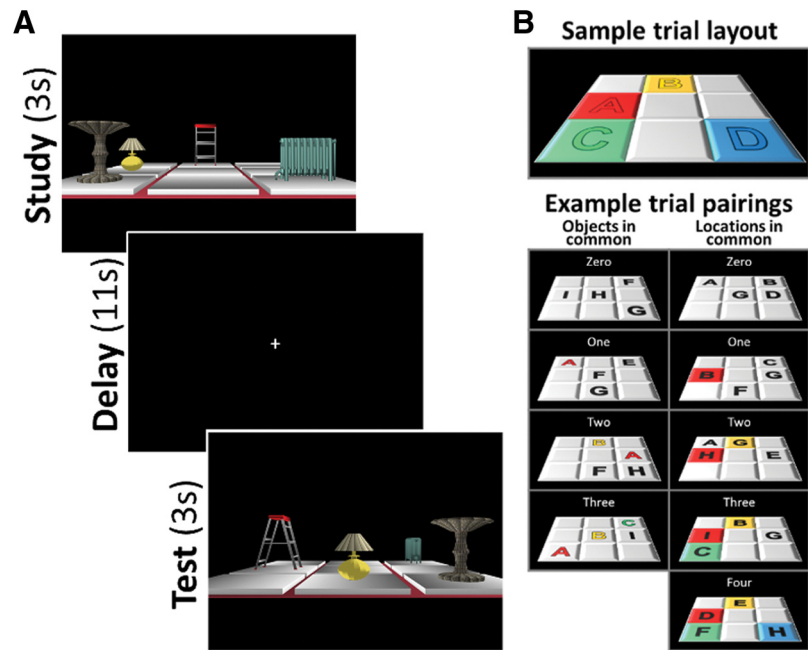 A
Study (3s)
Delay (11s)
+
Test (3s)
B
Sample trial layout
B
A
C D
Example trial pairings
Objects in
common
Zero
F
I H
G
One
A E
F
G
Two
B
A
F H
Three
C
B I
A
Locations in
common
Zero
A B
G D
One
C
B G
F
Two
A G
H E
Three
B
I G
C
Four
E
D
F H